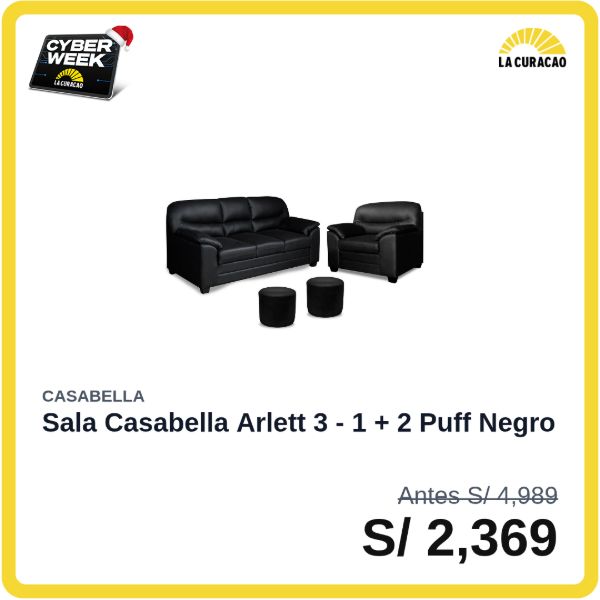 CYBER
WEEK
LA CURACAO
LA CURACAO
CASABELLA
Sala Casabella Arlett 3 - 1 + 2 Puff Negro
Antes S/ 4,989
S/ 2,369